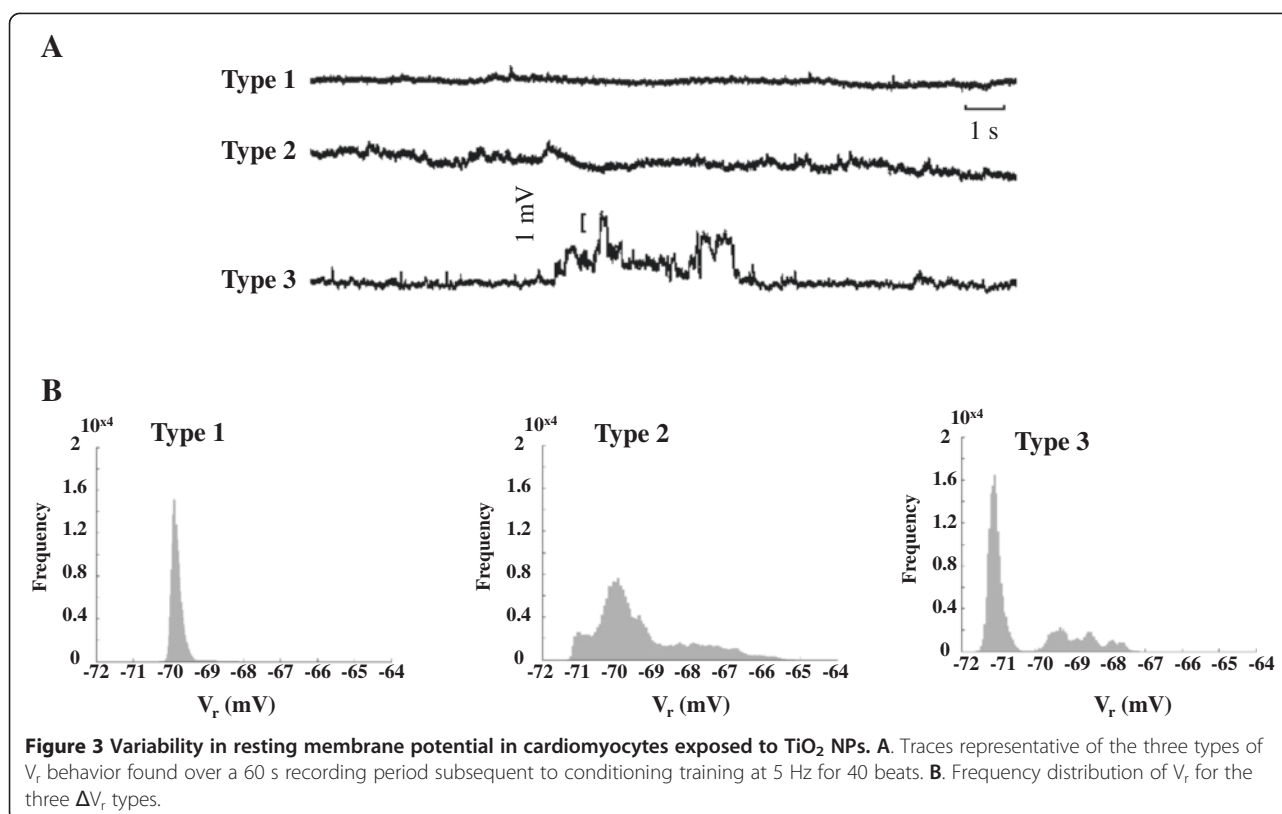 A
Type 1
1 s
Type 2
1 mV
Type 3
B
10x4
Type 1
2
1.6
1.2
0.8
0.4
0
Frequency
-72 -71 -70 -69 -68 -67 -66 -65 -64
Vr (mV)
10x4
Type 2
2
1.6
1.2
0.8
0.4
0
Frequency
-72 -71 -70 -69 -68 -67 -66 -65 -64
Vr (mV)
10x4
Type 3
2
1.6
1.2
0.8
0.4
0
Frequency
-72 -71 -70 -69 -68 -67 -66 -65 -64
Vr (mV)
Figure 3 Variability in resting membrane potential in cardiomyocytes exposed to TiO2 NPs. A. Traces representative of the three types of
Vr behavior found over a 60 s recording period subsequent to conditioning training at 5 Hz for 40 beats. B. Frequency distribution of Vr for the
three ΔVr types.